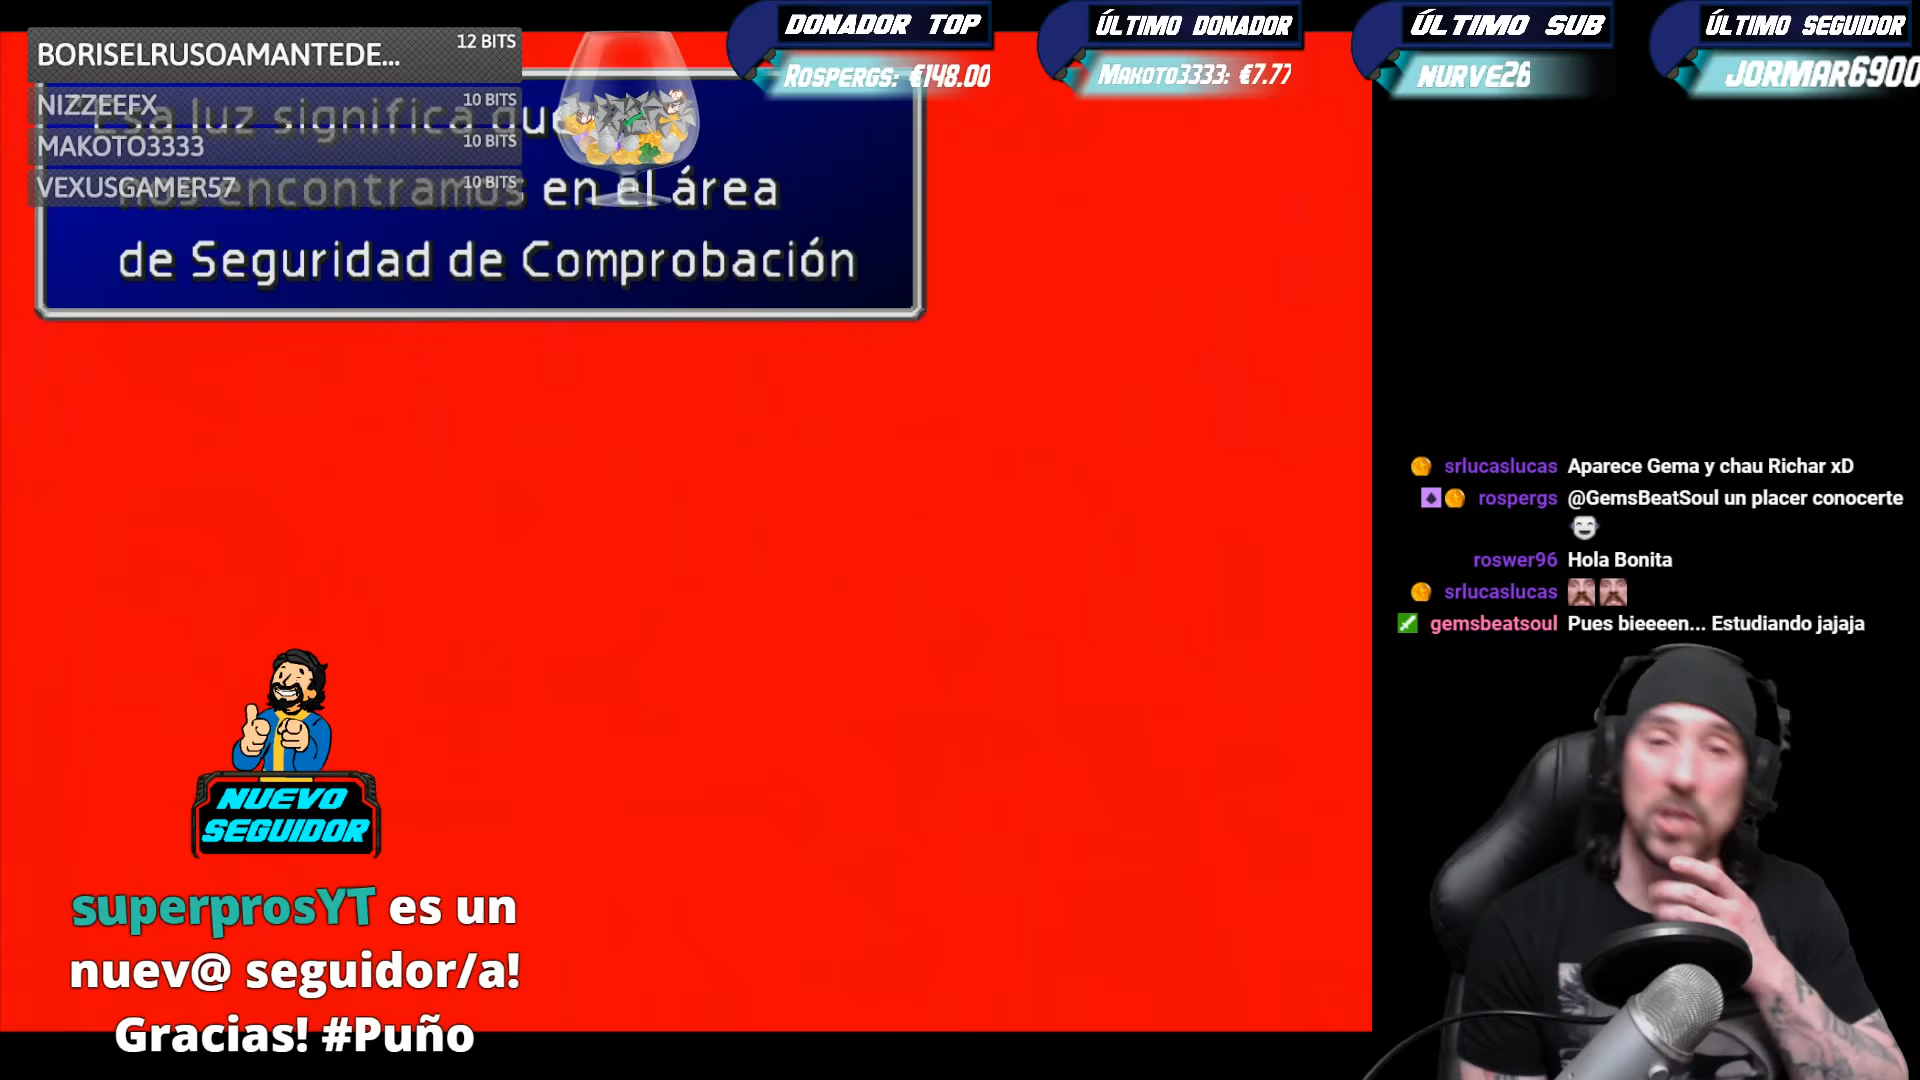 DONADOR TOP
ROSPERGS: €148.00
ÚLTIMO DONADOR
MAKOTO3333: €7.77
ÚLTIMO SUB
NURVE26
ÚLTIMO SEGUIDOR
JORMAR6900
BORISELRUSOAMANTEDE... 12 BITS
NIZZEEFX 10 BITS
MAKOTO3333 10 BITS
VEXUSGAMER57 10 BITS
Esa luz significa que
nos encontramos en el área
de Seguridad de Comprobación
srlucaslucas Aparece Gema y chau Richar xD
rospergs @GemsBeatSoul un placer conocerte
roswer96 Hola Bonita
srlucaslucas
gemsbeatsoul Pues bieeeen... Estudiando jajaja
NUEVO
SEGUIDOR
superprosYT es un
nuev@ seguidor/a!
Gracias! #Puño